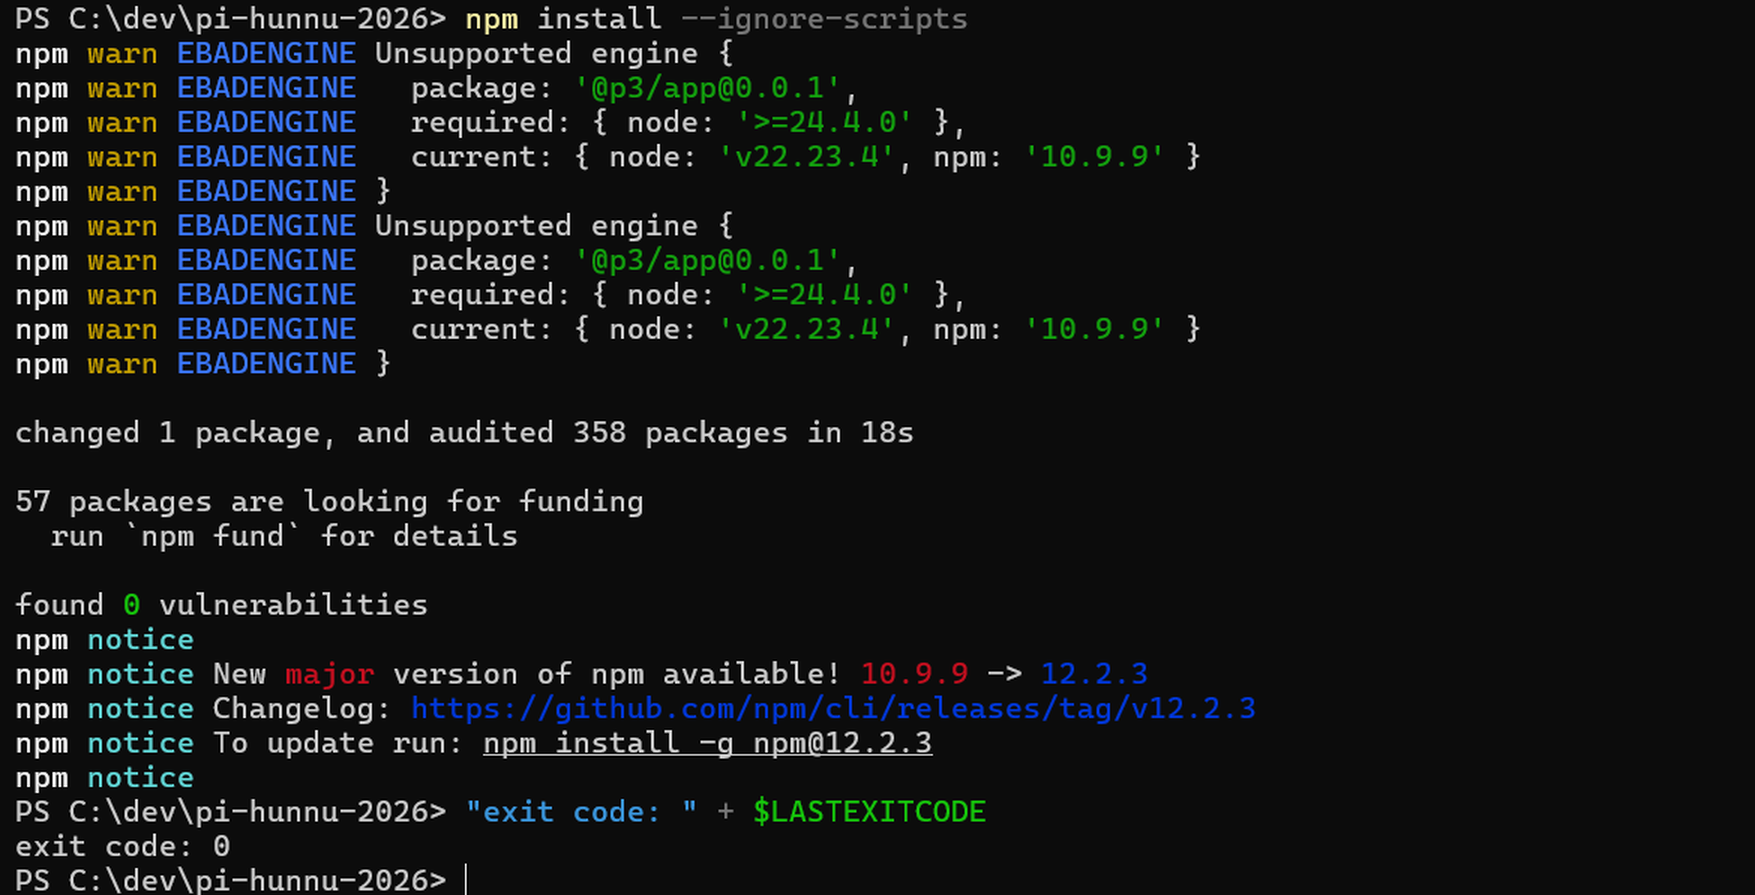 PS C:\dev\pi-hunnu-2026> npm install --ignore-scripts
npm warn EBADENGINE Unsupported engine {
npm warn EBADENGINE   package: '@p3/app@0.0.1',
npm warn EBADENGINE   required: { node: '>=24.4.0' },
npm warn EBADENGINE   current: { node: 'v22.23.4', npm: '10.9.9' }
npm warn EBADENGINE }
npm warn EBADENGINE Unsupported engine {
npm warn EBADENGINE   package: '@p3/app@0.0.1',
npm warn EBADENGINE   required: { node: '>=24.4.0' },
npm warn EBADENGINE   current: { node: 'v22.23.4', npm: '10.9.9' }
npm warn EBADENGINE }
changed 1 package, and audited 358 packages in 18s
57 packages are looking for funding
  run `npm fund` for details
found 0 vulnerabilities
npm notice
npm notice New major version of npm available! 10.9.9 -> 12.2.3
npm notice Changelog: https://github.com/npm/cli/releases/tag/v12.2.3
npm notice To update run: npm install -g npm@12.2.3
npm notice
PS C:\dev\pi-hunnu-2026> "exit code: " + $LASTEXITCODE
exit code: 0
PS C:\dev\pi-hunnu-2026>